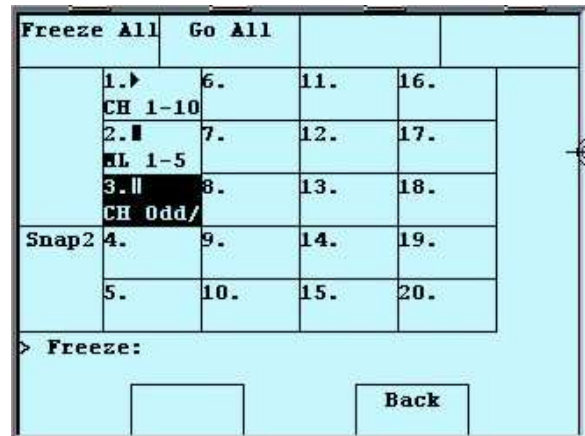 Freeze All Go All
1. 6. 11. 16.
CH 1-10
2. 7. 12. 17.
ML 1-5
3. 8. 13. 18.
CH Odd/
Snap2 4. 9. 14. 19.
5. 10. 15. 20.
> Freeze:
Back